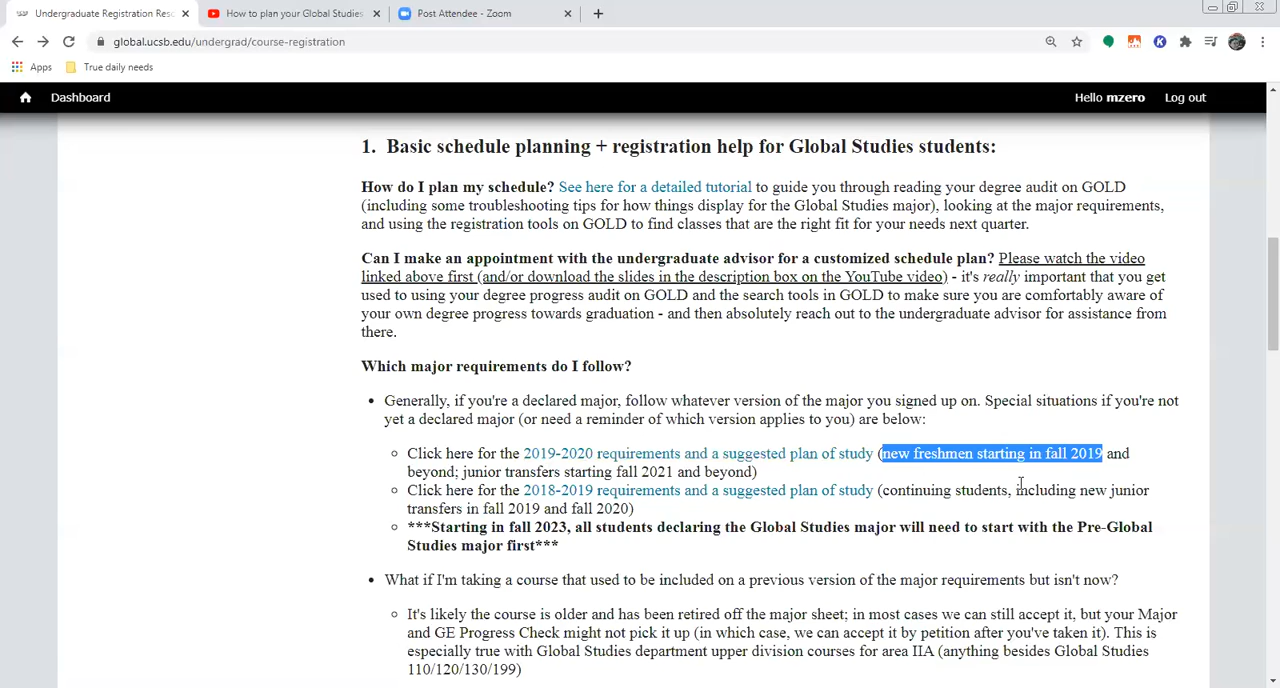 Undergraduate Registration Reso
How to plan your Global Studies
Post Attendee - Zoom
global.ucsb.edu/undergrad/course-registration
Apps
True daily needs
Dashboard
Hello mzero
Log out
1. Basic schedule planning + registration help for Global Studies students:
How do I plan my schedule? See here for a detailed tutorial to guide you through reading your degree audit on GOLD
(including some troubleshooting tips for how things display for the Global Studies major), looking at the major requirements,
and using the registration tools on GOLD to find classes that are the right fit for your needs next quarter.
Can I make an appointment with the undergraduate advisor for a customized schedule plan? Please watch the video
linked above first (and/or download the slides in the description box on the YouTube video) - it's really important that you get
used to using your degree progress audit on GOLD and the search tools in GOLD to make sure you are comfortably aware of
your own degree progress towards graduation - and then absolutely reach out to the undergraduate advisor for assistance from
there.
Which major requirements do I follow?
• Generally, if you're a declared major, follow whatever version of the major you signed up on. Special situations if you're not
yet a declared major (or need a reminder of which version applies to you) are below:
◦ Click here for the 2019-2020 requirements and a suggested plan of study (new freshmen starting in fall 2019 and
beyond; junior transfers starting fall 2021 and beyond)
◦ Click here for the 2018-2019 requirements and a suggested plan of study (continuing students, including new junior
transfers in fall 2019 and fall 2020)
◦ ***Starting in fall 2023, all students declaring the Global Studies major will need to start with the Pre-Global
Studies major first***
• What if I'm taking a course that used to be included on a previous version of the major requirements but isn't now?
◦ It's likely the course is older and has been retired off the major sheet; in most cases we can still accept it, but your Major
and GE Progress Check might not pick it up (in which case, we can accept it by petition after you've taken it). This is
especially true with Global Studies department upper division courses for area IIA (anything besides Global Studies
110/120/130/199)